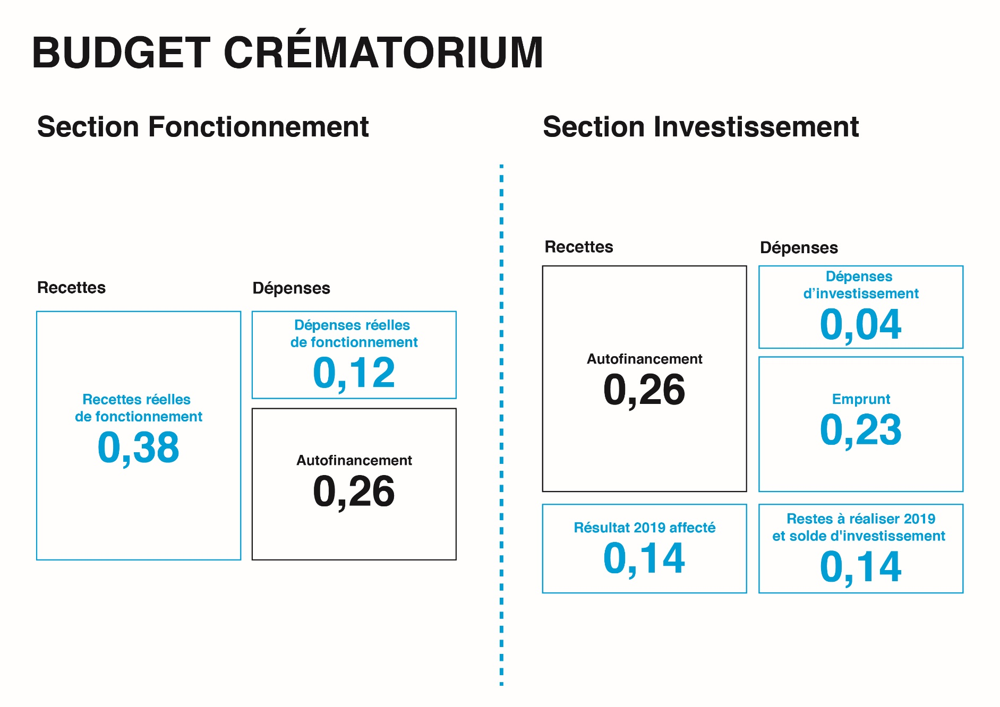 BUDGET CRÉMATORIUM
Section Fonctionnement
Recettes
Recettes réelles
de fonctionnement
0,38
Dépenses
Dépenses réelles
de fonctionnement
0,12
Autofinancement
0,26
Section Investissement
Recettes
Autofinancement
0,26
Résultat 2019 affecté
0,14
Dépenses
Dépenses
d’investissement
0,04
Emprunt
0,23
Restes à réaliser 2019
et solde d'investissement
0,14